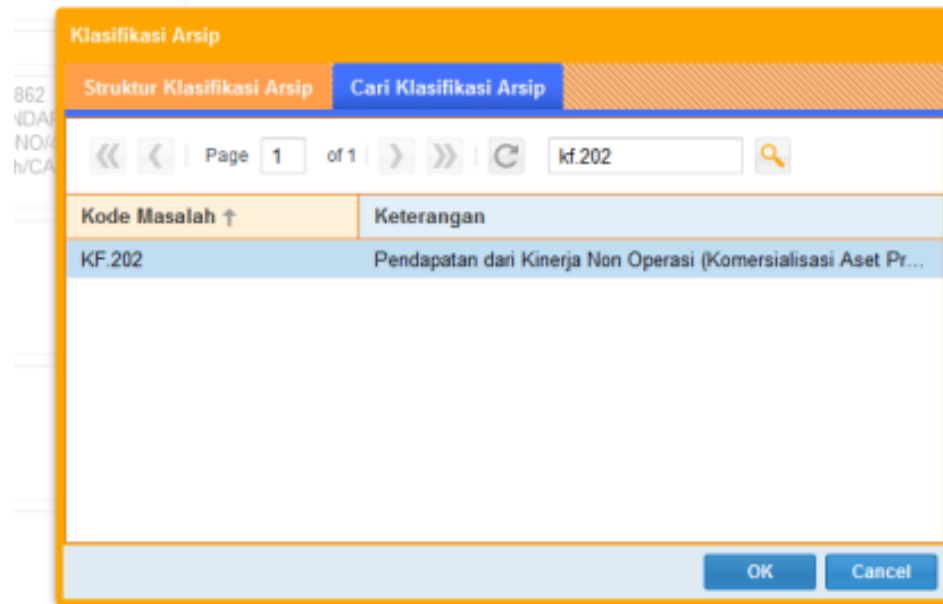 Klasifikasi Arsip
Struktur Klasifikasi Arsip Cari Klasifikasi Arsip
862
Page 1 of 1 kf.202
Kode Masalah ↑ Keterangan
KF.202 Pendapatan dari Kinerja Non Operasi (Komersialisasi Aset Pr...
OK Cancel